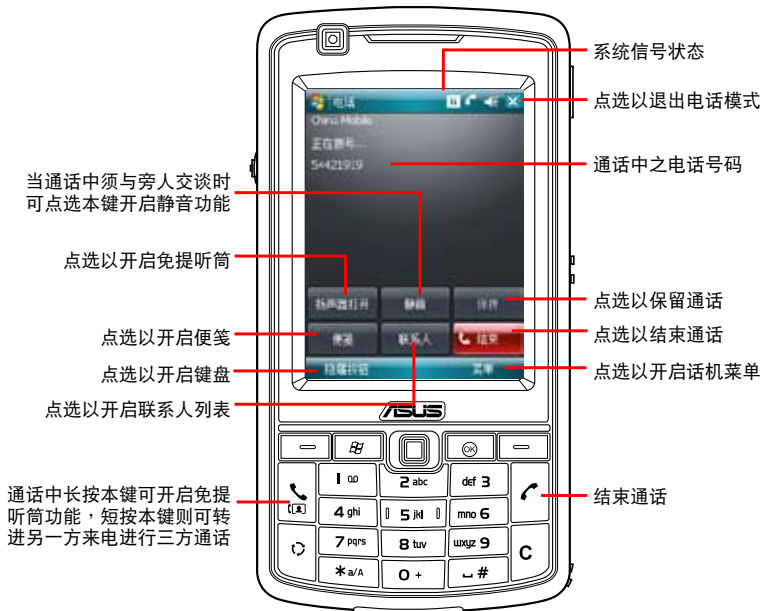 系统信号状态
点选以退出电话模式
通话中之电话号码
当通话中须与旁人交谈时
可点选本键开启静音功能
点选以开启免提听筒
点选以开启便笺
点选以开启键盘
点选以开启联系人列表
电话
China Mobile
正在拨号...
54421919
扬声器打开 静音 保持
便笺 联系人 结束
菜单
点选以保留通话
点选以结束通话
点选以开启话机菜单
ASUS
OK
通话中长按本键可开启免提
听筒功能，短按本键则可转
进另一方来电进行三方通话
1 2 abc def 3
4 ghi 5 jkl mno 6
7 pqrs 8 tuv wxyz 9
* a/A 0 + #
C
结束通话